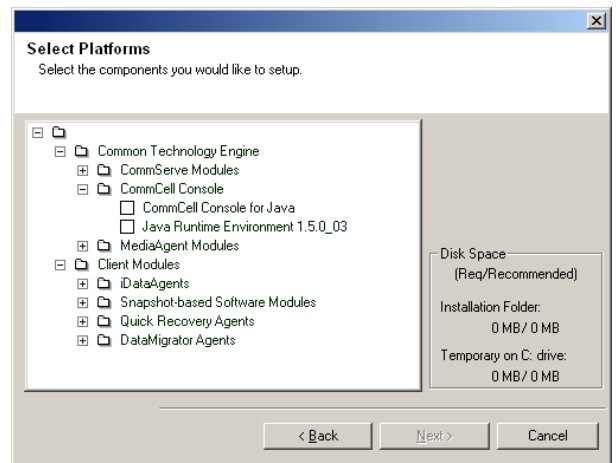 Select Platforms
Select the components you would like to setup.
Common Technology Engine
CommServe Modules
CommCell Console
CommCell Console for Java
Java Runtime Environment 1.5.0_03
MediaAgent Modules
Client Modules
iDataAgents
Snapshot-based Software Modules
Quick Recovery Agents
DataMigrator Agents
Disk Space
(Req/Recommended)
Installation Folder:
0 MB/ 0 MB
Temporary on C: drive:
0 MB/ 0 MB
< Back
Next >
Cancel